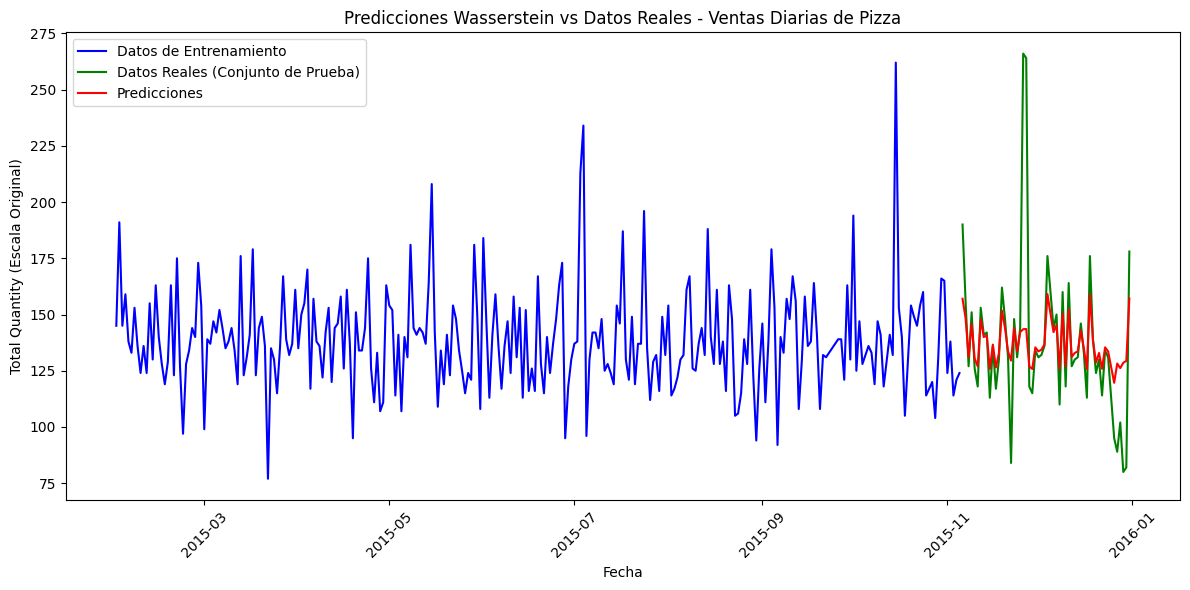 Predicciones Wasserstein vs Datos Reales - Ventas Diarias de Pizza
Datos de Entrenamiento
Datos Reales (Conjunto de Prueba)
Predicciones
Total Quantity (Escala Original)
275
250
225
200
175
150
125
100
75
2015-03
2015-05
2015-07
2015-09
2015-11
2016-01
Fecha